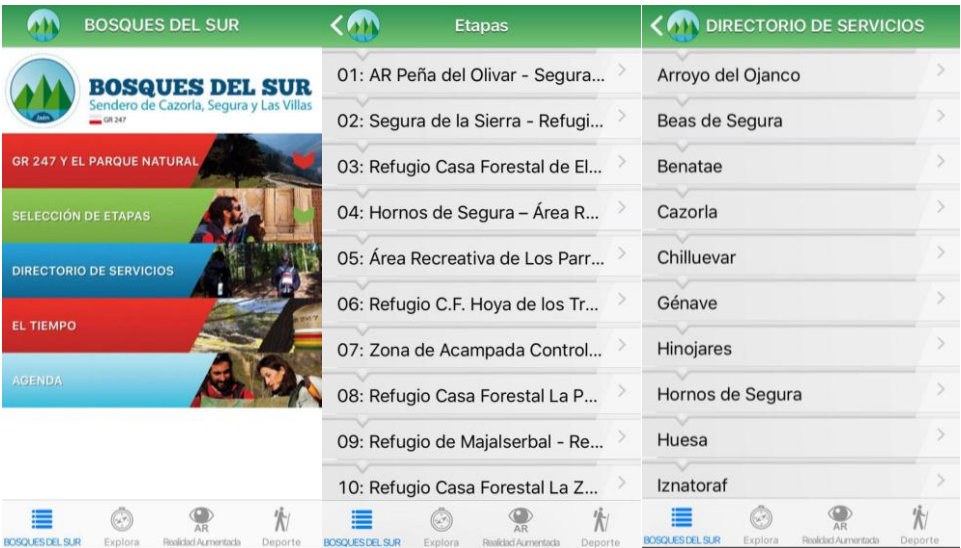 BOSQUES DEL SUR
Jaén
BOSQUES DEL SUR
Sendero de Cazorla, Segura y Las Villas
GR 247
GR 247 Y EL PARQUE NATURAL
SELECCIÓN DE ETAPAS
DIRECTORIO DE SERVICIOS
EL TIEMPO
AGENDA
BOSQUES DEL SUR
Explora
AR
Realidad Aumentada
Deporte
Etapas
01: AR Peña del Olivar - Segura...
02: Segura de la Sierra - Refugi...
03: Refugio Casa Forestal de El...
04: Hornos de Segura – Área R...
05: Área Recreativa de Los Parr...
06: Refugio C.F. Hoya de los Tr...
07: Zona de Acampada Control...
08: Refugio Casa Forestal La P...
09: Refugio de Majalserbal - Re...
10: Refugio Casa Forestal La Z...
BOSQUES DEL SUR
Explora
AR
Realidad Aumentada
Deporte
DIRECTORIO DE SERVICIOS
Arroyo del Ojanco
Beas de Segura
Benatae
Cazorla
Chilluevar
Génave
Hinojares
Hornos de Segura
Huesa
Iznatoraf
BOSQUES DEL SUR
Explora
AR
Realidad Aumentada
Deporte